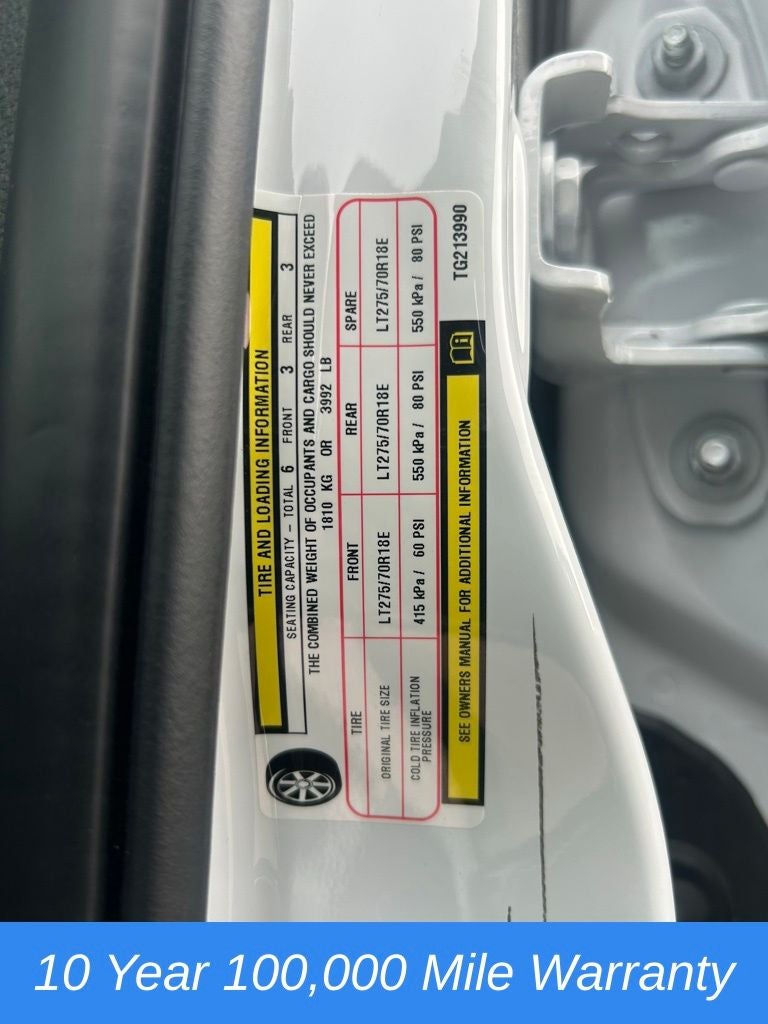 TIRE AND LOADING INFORMATION
SEATING CAPACITY – TOTAL 6 FRONT 3 REAR 3
THE COMBINED WEIGHT OF OCCUPANTS AND CARGO SHOULD NEVER EXCEED
1810 KG OR 3992 LB
TIRE FRONT REAR SPARE
ORIGINAL TIRE SIZE LT275/70R18E LT275/70R18E LT275/70R18E
COLD TIRE INFLATION
PRESSURE 415 kPa / 60 PSI 550 kPa / 80 PSI 550 kPa / 80 PSI
SEE OWNERS MANUAL FOR ADDITIONAL INFORMATION
TG213990
10 Year 100,000 Mile Warranty